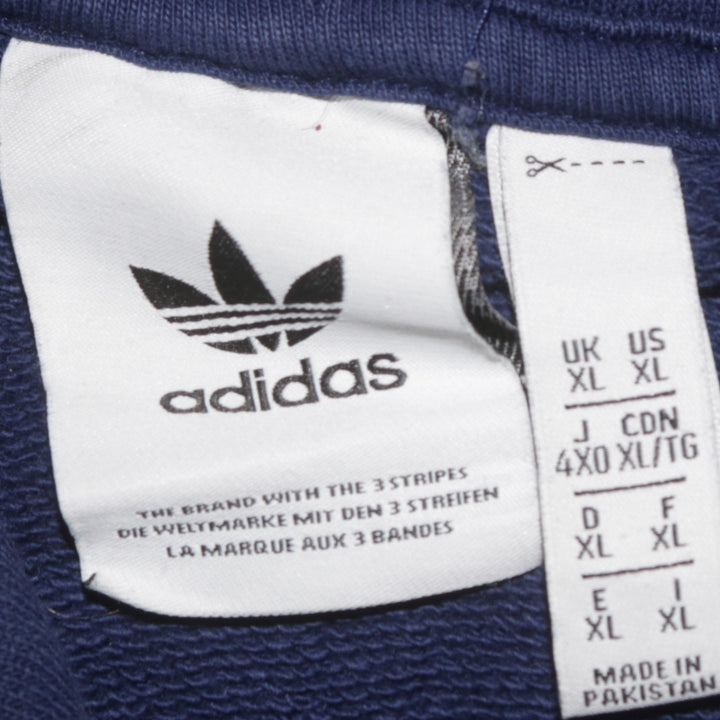 adidas
THE BRAND WITH THE 3 STRIPES
DIE WELTMARKE MIT DEN 3 STREIFEN
LA MARQUE AUX 3 BANDES
UK US
XL XL
J CDN
4XO XL/TG
D F
XL XL
E I
XL XL
MADE IN
PAKISTAN